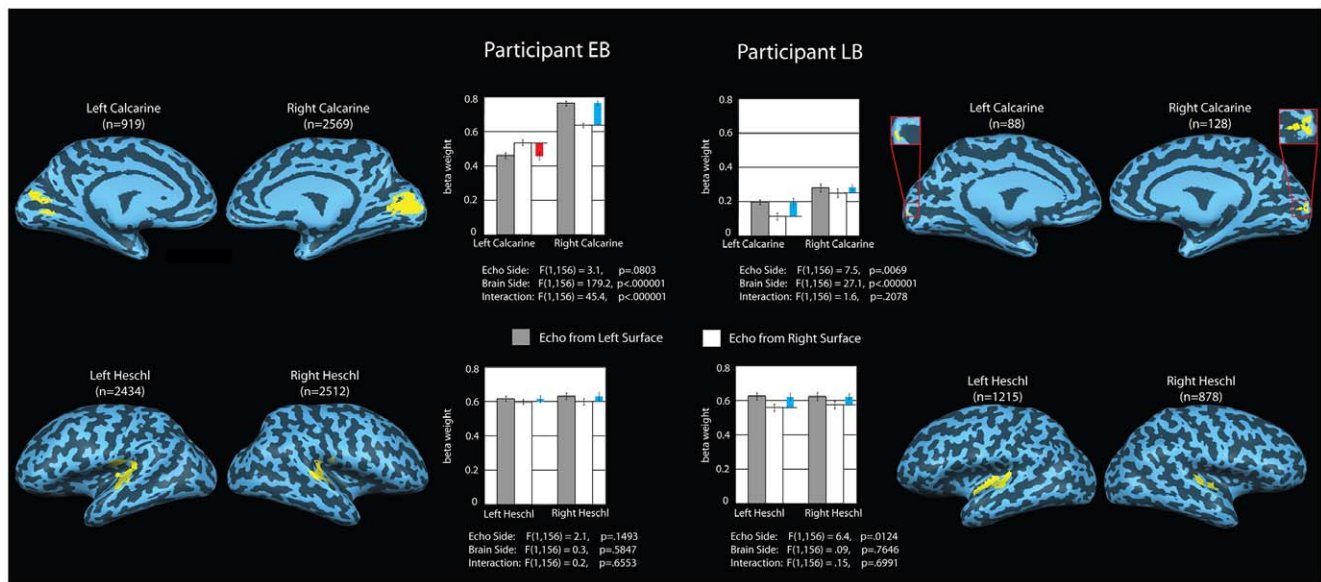 Participant EB
Participant LB
Left Calcarine
(n=919)
Right Calcarine
(n=2569)
0.8
0.6
0.4
0.2
0
beta weight
Left Calcarine
Right Calcarine
Echo Side: F(1,156) = 3.1, p=.0803
Brain Side: F(1,156) = 179.2, p<.000001
Interaction: F(1,156) = 45.4, p<.000001
0.8
0.6
0.4
0.2
0
beta weight
Left Calcarine
Right Calcarine
Echo Side: F(1,156) = 7.5, p=.0069
Brain Side: F(1,156) = 27.1, p<.000001
Interaction: F(1,156) = 1.6, p=.2078
Left Calcarine
(n=88)
Right Calcarine
(n=128)
Echo from Left Surface
Echo from Right Surface
Left Heschl
(n=2434)
Right Heschl
(n=2512)
0.8
0.6
0.4
0.2
0
beta weight
Left Heschl
Right Heschl
Echo Side: F(1,156) = 2.1, p=.1493
Brain Side: F(1,156) = 0.3, p=.5847
Interaction: F(1,156) = 0.2, p=.6553
0.8
0.6
0.4
0.2
0
beta weight
Left Heschl
Right Heschl
Echo Side: F(1,156) = 6.4, p=.0124
Brain Side: F(1,156) = .09, p=.7646
Interaction: F(1,156) = .15, p=.6991
Left Heschl
(n=1215)
Right Heschl
(n=878)